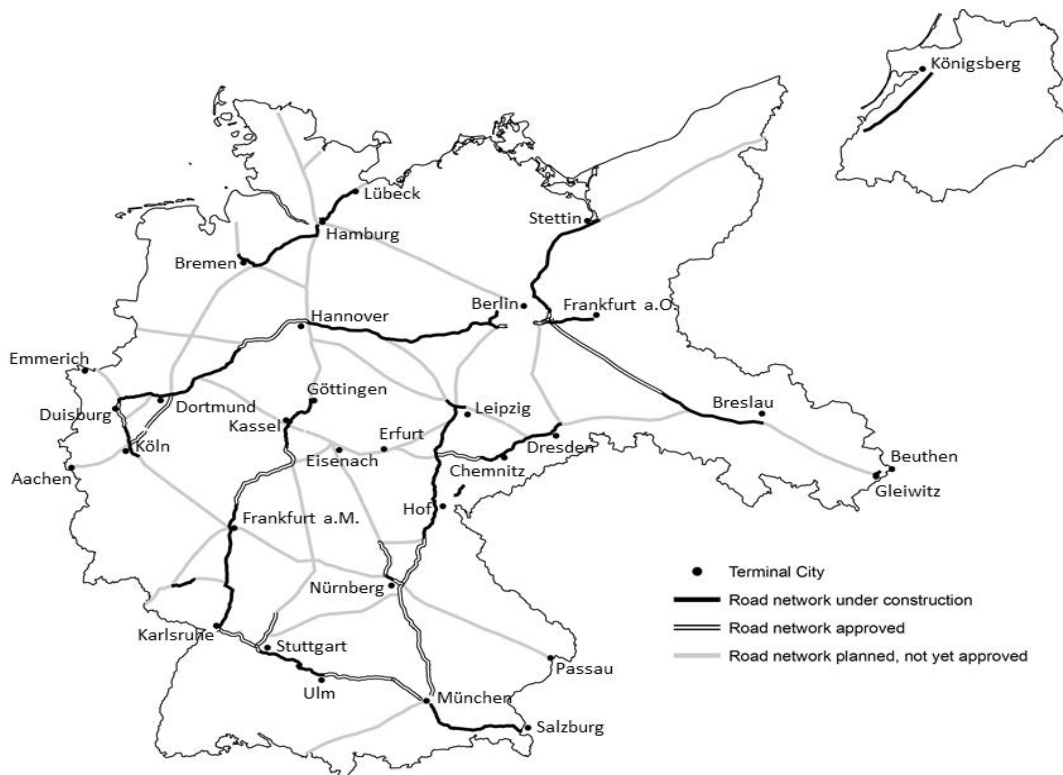 Königsberg
Lübeck
Stettin
Hamburg
Bremen
Berlin
Frankfurt a.O.
Hannover
Emmerich
Göttingen
Duisburg
Dortmund
Leipzig
Breslau
Kassel
Erfurt
Köln
Dresden
Eisenach
Chemnitz
Beuthen
Aachen
Gleiwitz
Hof
Frankfurt a.M.
Nürnberg
Karlsruhe
Stuttgart
Passau
Ulm
München
Salzburg
Terminal City
Road network under construction
Road network approved
Road network planned, not yet approved